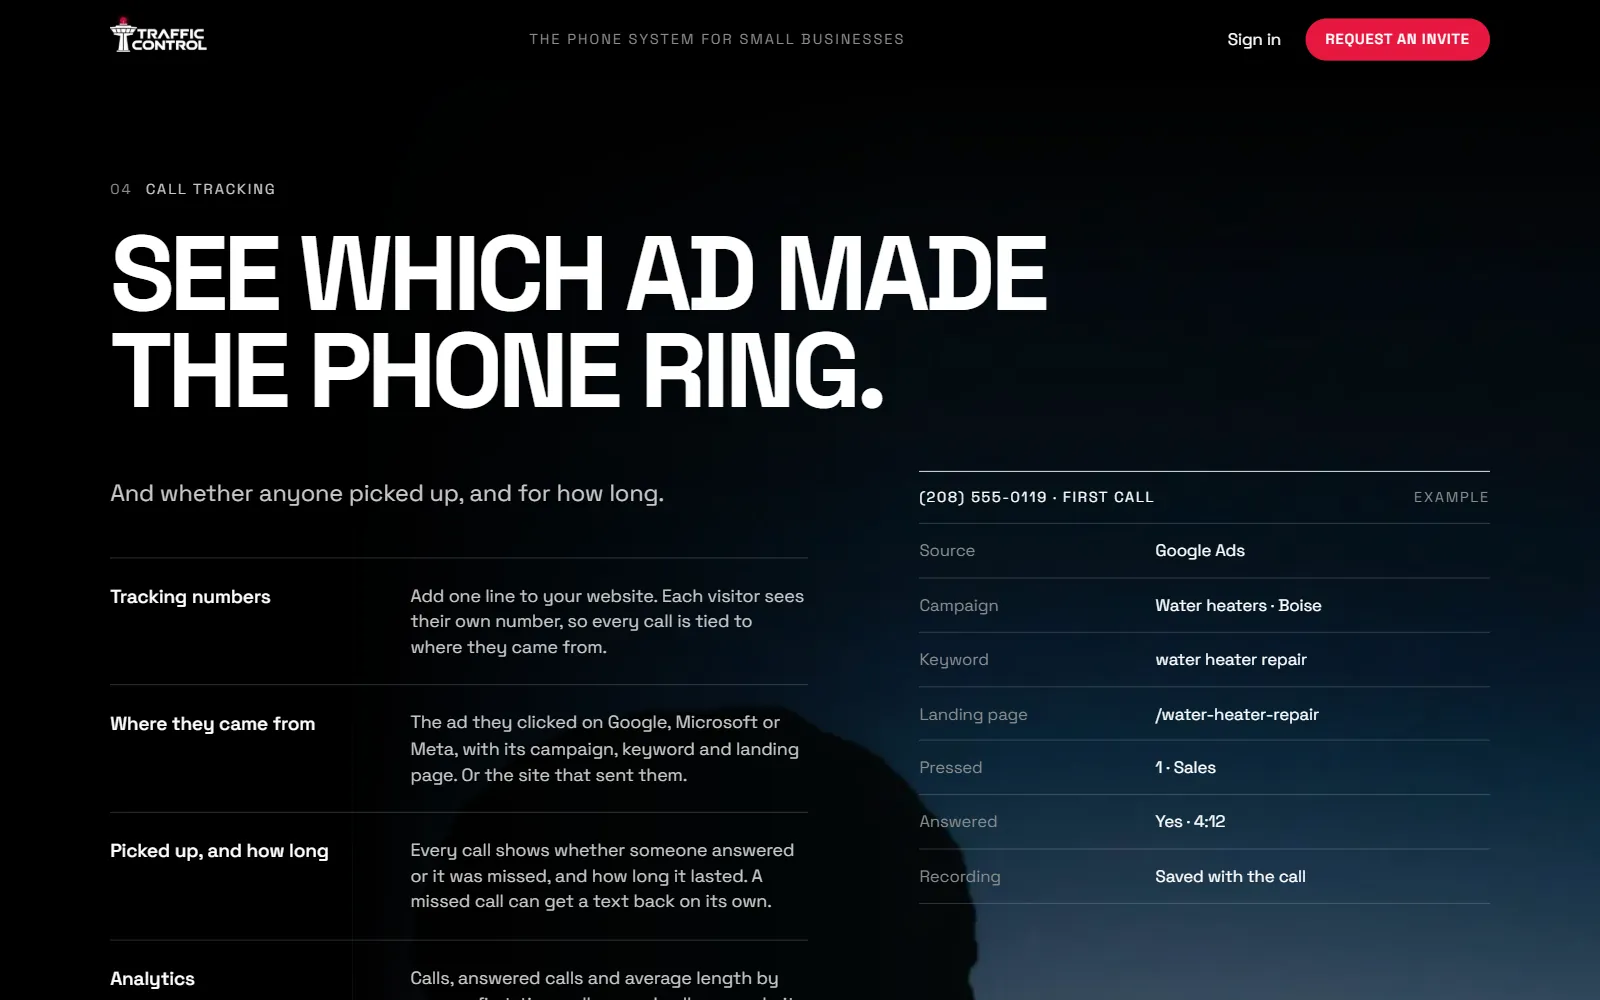 TRAFFIC
CONTROL
THE PHONE SYSTEM FOR SMALL BUSINESSES
Sign in
REQUEST AN INVITE
04 CALL TRACKING
SEE WHICH AD MADE
THE PHONE RING.
And whether anyone picked up, and for how long.
Tracking numbers
Add one line to your website. Each visitor sees
their own number, so every call is tied to
where they came from.
Where they came from
The ad they clicked on Google, Microsoft or
Meta, with its campaign, keyword and landing
page. Or the site that sent them.
Picked up, and how long
Every call shows whether someone answered
or it was missed, and how long it lasted. A
missed call can get a text back on its own.
Analytics
Calls, answered calls and average length by
(208) 555-0119 · FIRST CALL EXAMPLE
Source Google Ads
Campaign Water heaters · Boise
Keyword water heater repair
Landing page /water-heater-repair
Pressed 1 · Sales
Answered Yes · 4:12
Recording Saved with the call